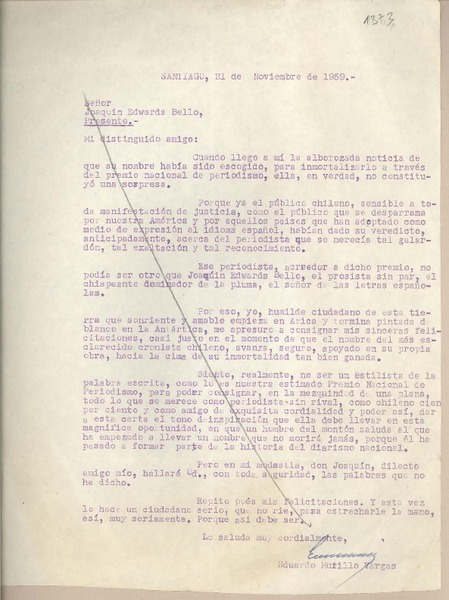 1373
SANTIAGO, 21 de Noviembre de 1959.-
Señor
Joaquín Edwards Bello,
Presente.-
Mi distinguido amigo:
Cuando llego a mí la alborozada noticia de
que su nombre había sido escogido, para inmortalizarlo a través
del premio nacional de periodismo, ella, en verdad, no constitu-
yó una sorpresa.
Porque ya el público chileno, sensible a to-
da manifestación de justicia, como el público que se desparrama
por nuestra América y por aquellos países que han adoptado como
medio de expresión el idioma español, habían dado su veredicto,
anticipadamente, acerca del periodista que se merecía tal galar-
dón, tal exaltación y tal reconocimiento.
Ese periodista, acreedor a dicho premio, no
podía ser otro que Joaquín Edwards Bello, el prosista sin par, el
chispeante dominador de la pluma, el señor de las letras españo-
las.
Por eso, yo, humilde ciudadano de esta tie-
rra que sonriente y amable empieza en Arica y termina pintada de
blanco en la Antártica, me apresuro a consignar mis sinceras feli-
citaciones, casi justo en el momento de que el nombre del más es-
clarecido cronista chileno, avanza, seguro, apoyado en su propia
obra, hacia la cima de su inmortalidad tan bien ganada.
Siento, realmente, no ser un estilista de la
palabra escrita, como lo es nuestro estimado Premio Nacional de
Periodismo, para poder consignar, en la mezquindad de una plana,
todo lo que se merece como periodista sin rival, como chileno cien
por ciento y como amigo de exquisita cordialidad y poder así, dar
a esta carta el tono de inspiración que ella debe llevar en esta
magnífica oportunidad, en que un hombre del montón saluda al que
ha empezado a llevar un nombre que no morirá jamás, porque él ha
pasado a formar parte de la historia del diarismo nacional.
Pero en mi modestia, don Joaquín, dilecto
amigo mío, hallará Ud., con toda seguridad, las palabras que no
he dicho.
Repito pués mis felicitaciones. Y esta vez
lo hace un ciudadano serio, que no ríe, para estrecharle la mano,
así, muy seriamente. Porque así debe ser.
Lo saluda muy cordialmente,
Eduardo Murillo Vargas